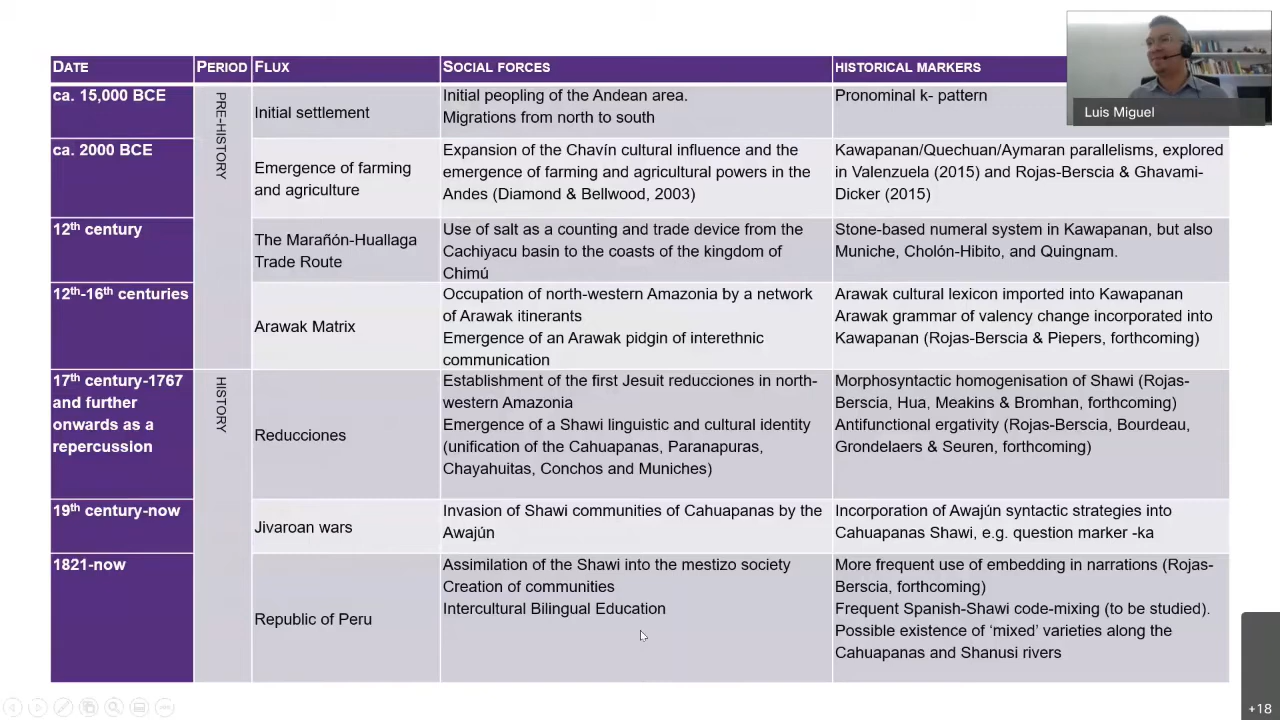 DATE PERIOD FLUX SOCIAL FORCES HISTORICAL MARKERS
Luis Miguel
ca. 15,000 BCE
PRE-HISTORY
Initial settlement
Initial peopling of the Andean area.
Migrations from north to south
Pronominal k- pattern
ca. 2000 BCE
Emergence of farming
and agriculture
Expansion of the Chavín cultural influence and the
emergence of farming and agricultural powers in the
Andes (Diamond & Bellwood, 2003)
Kawapanan/Quechuan/Aymaran parallelisms, explored
in Valenzuela (2015) and Rojas-Berscia & Ghavami-
Dicker (2015)
12th century
The Marañón-Huallaga
Trade Route
Use of salt as a counting and trade device from the
Cachiyacu basin to the coasts of the kingdom of
Chimú
Stone-based numeral system in Kawapanan, but also
Muniche, Cholón-Hibito, and Quingnam.
12th-16th centuries
Arawak Matrix
Occupation of north-western Amazonia by a network
of Arawak itinerants
Emergence of an Arawak pidgin of interethnic
communication
Arawak cultural lexicon imported into Kawapanan
Arawak grammar of valency change incorporated into
Kawapanan (Rojas-Berscia & Piepers, forthcoming)
17th century-1767
and further
onwards as a
repercussion
HISTORY
Reducciones
Establishment of the first Jesuit reducciones in north-
western Amazonia
Emergence of a Shawi linguistic and cultural identity
(unification of the Cahuapanas, Paranapuras,
Chayahuitas, Conchos and Muniches)
Morphosyntactic homogenisation of Shawi (Rojas-
Berscia, Hua, Meakins & Bromhan, forthcoming)
Antifunctional ergativity (Rojas-Berscia, Bourdeau,
Grondelaers & Seuren, forthcoming)
19th century-now
Jivaroan wars
Invasion of Shawi communities of Cahuapanas by the
Awajún
Incorporation of Awajún syntactic strategies into
Cahuapanas Shawi, e.g. question marker -ka
1821-now
Republic of Peru
Assimilation of the Shawi into the mestizo society
Creation of communities
Intercultural Bilingual Education
More frequent use of embedding in narrations (Rojas-
Berscia, forthcoming)
Frequent Spanish-Shawi code-mixing (to be studied).
Possible existence of ‘mixed’ varieties along the
Cahuapanas and Shanusi rivers
+18